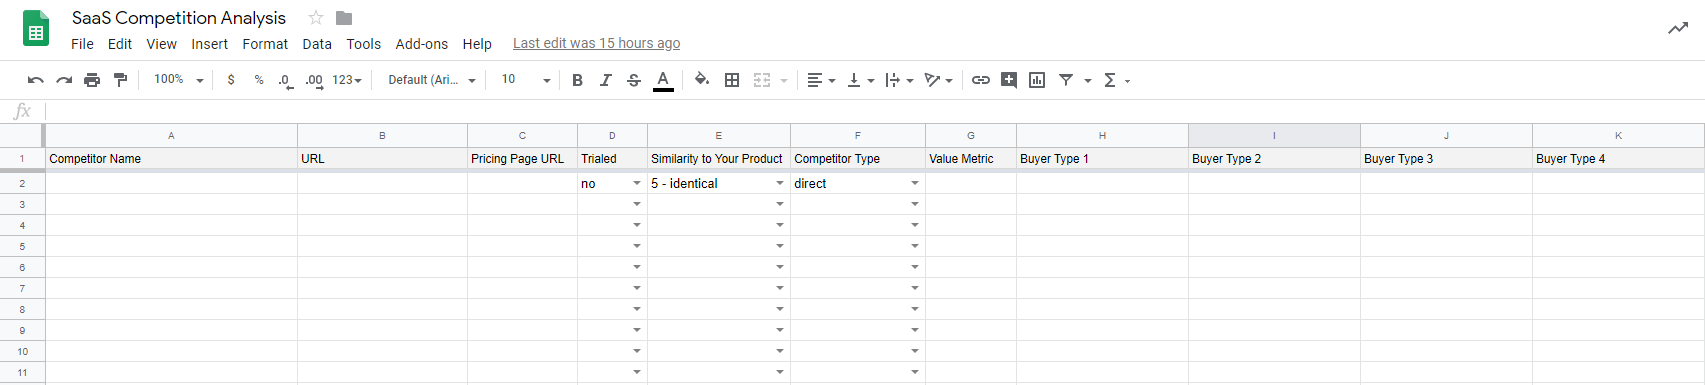 SaaS Competition Analysis
File Edit View Insert Format Data Tools Add-ons Help Last edit was 15 hours ago
100% $ % .0 .00 123 Default (Ari... 10 B I S A Σ
fx
A B C D E F G H I J K
1 Competitor Name URL Pricing Page URL Trialed Similarity to Your Product Competitor Type Value Metric Buyer Type 1 Buyer Type 2 Buyer Type 3 Buyer Type 4
2 no 5 - identical direct
3
4
5
6
7
8
9
10
11